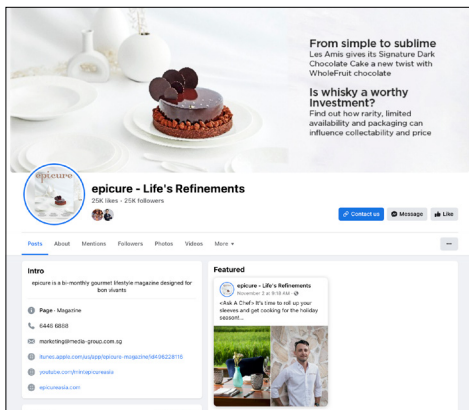 From simple to sublime
Les Amis gives its Signature Dark
Chocolate Cake a new twist with
WholeFruit chocolate
Is whisky a worthy
Investment?
Find out how rarity, limited
availability and packaging can
influence collectability and price
epicure
epicure - Life's Refinements
25K likes • 25K followers
Contact us
Message
Like
Posts About Mentions Followers Photos Videos More
Intro
epicure is a bi-monthly gourmet lifestyle magazine designed for
bon vivants
Page · Magazine
6446 6888
marketing@media-group.com.sg
itunes.apple.com/us/app/epicure-magazine/id406228118
youtube.com/mmtepicureasia
epicureasia.com
Featured
epicure - Life's Refinements
November 2 at 9:18 AM ·
<Ask A Chef> It's time to roll up your
sleeves and get cooking for the holiday
season!...